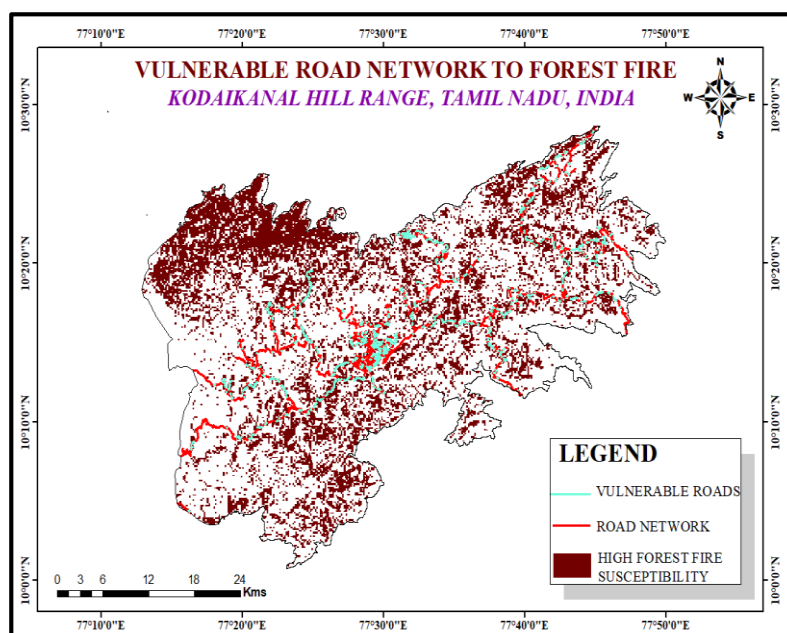 77°10'0"E 77°20'0"E 77°30'0"E 77°40'0"E 77°50'0"E
VULNERABLE ROAD NETWORK TO FOREST FIRE
KODAIKANAL HILL RANGE, TAMIL NADU, INDIA
N
W E
S
10°30'0"N 10°30'0"N
10°20'0"N 10°20'0"N
10°10'0"N 10°10'0"N
10°0'0"N 10°0'0"N
LEGEND
VULNERABLE ROADS
ROAD NETWORK
HIGH FOREST FIRE
SUSCEPTIBILITY
0 3 6 12 18 24
Kms
77°10'0"E 77°20'0"E 77°30'0"E 77°40'0"E 77°50'0"E